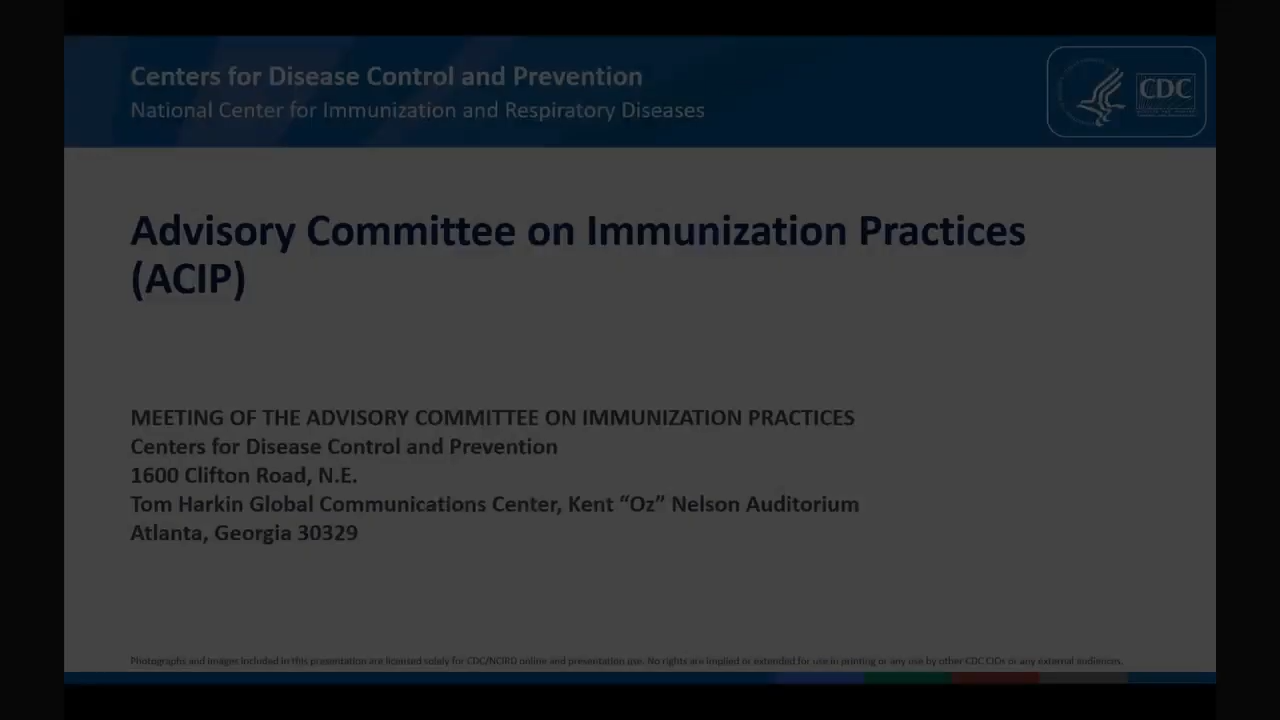 Centers for Disease Control and Prevention
National Center for Immunization and Respiratory Diseases
CDC
Advisory Committee on Immunization Practices
(ACIP)
MEETING OF THE ADVISORY COMMITTEE ON IMMUNIZATION PRACTICES
Centers for Disease Control and Prevention
1600 Clifton Road, N.E.
Tom Harkin Global Communications Center, Kent “Oz” Nelson Auditorium
Atlanta, Georgia 30329
Photographs and images included in this presentation are licensed solely for CDC/NCIRD online and presentation use. No rights are implied or extended for use in printing or any use by other CDC CIOs or any external audiences.